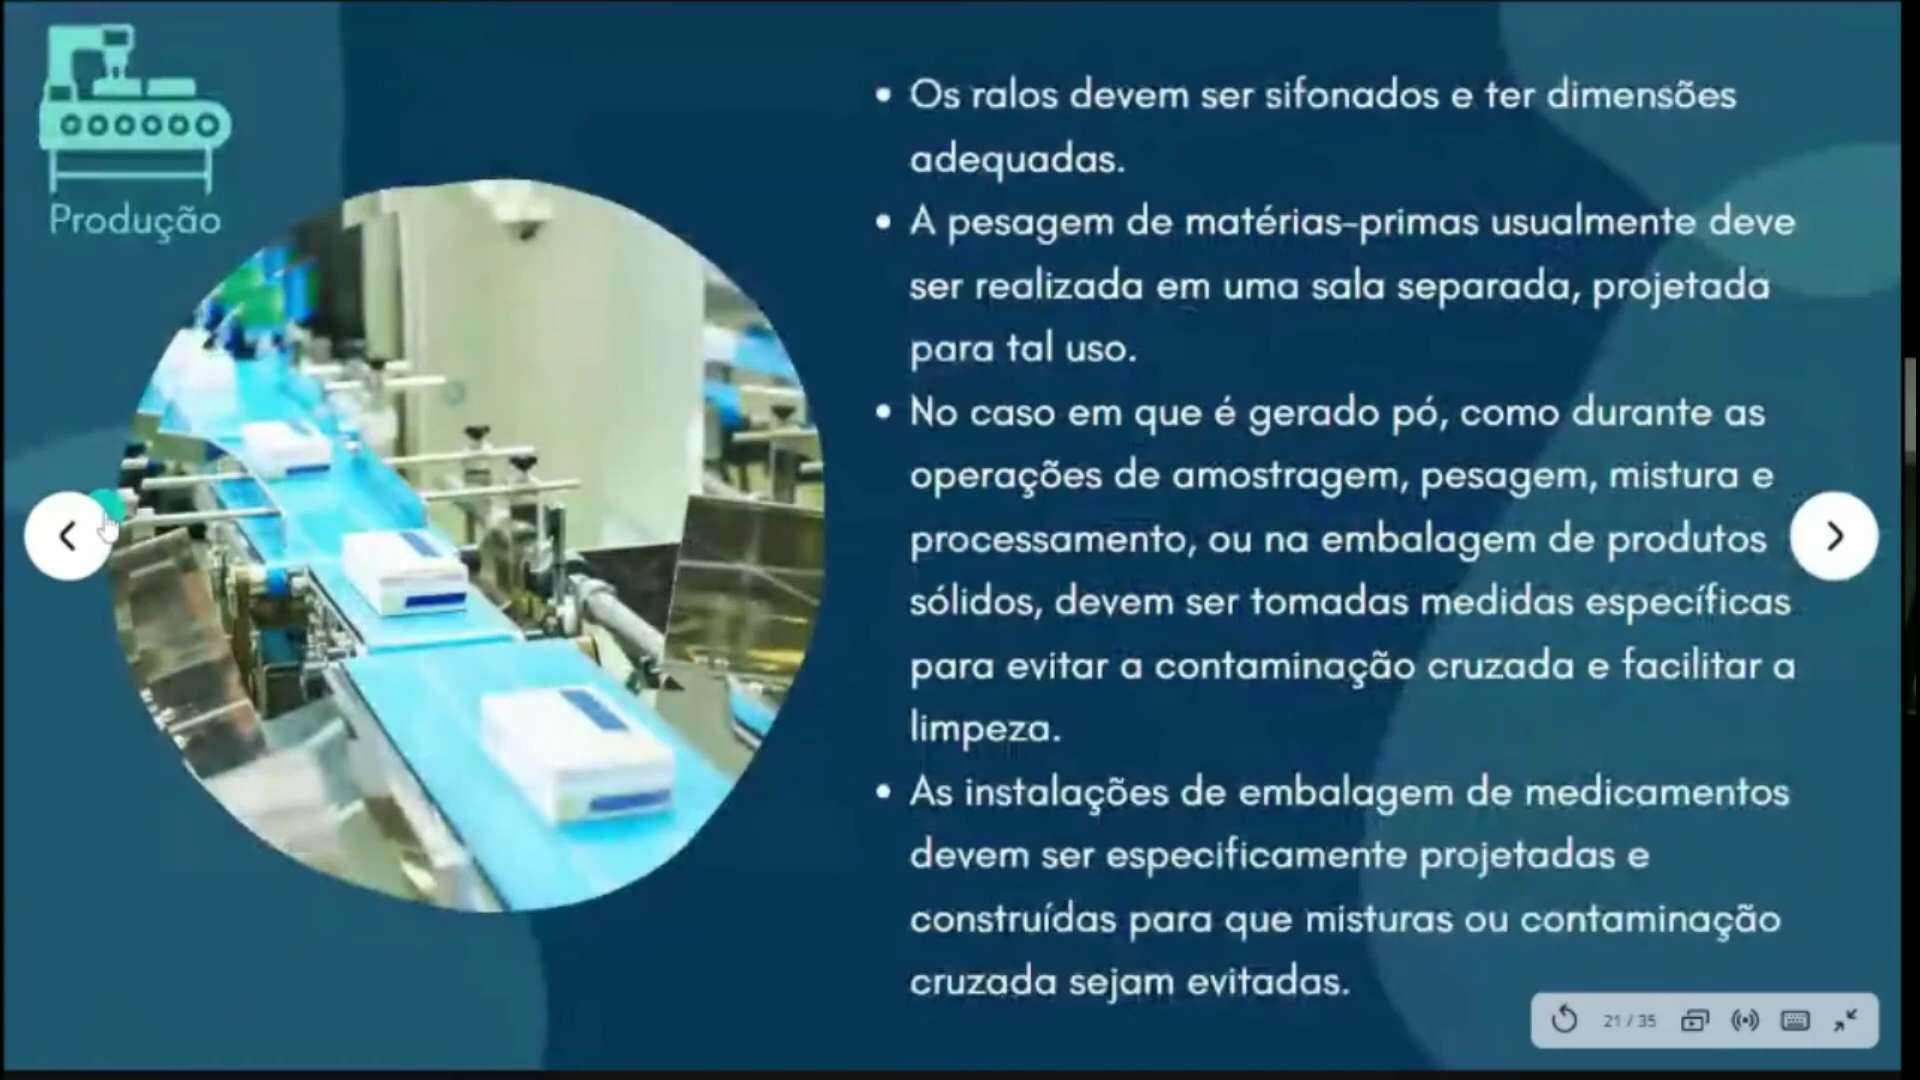 Produção
• Os ralos devem ser sifonados e ter dimensões
adequadas.
• A pesagem de matérias-primas usualmente deve
ser realizada em uma sala separada, projetada
para tal uso.
• No caso em que é gerado pó, como durante as
operações de amostragem, pesagem, mistura e
processamento, ou na embalagem de produtos
sólidos, devem ser tomadas medidas específicas
para evitar a contaminação cruzada e facilitar a
limpeza.
• As instalações de embalagem de medicamentos
devem ser especificamente projetadas e
construídas para que misturas ou contaminação
cruzada sejam evitadas.
21 / 35